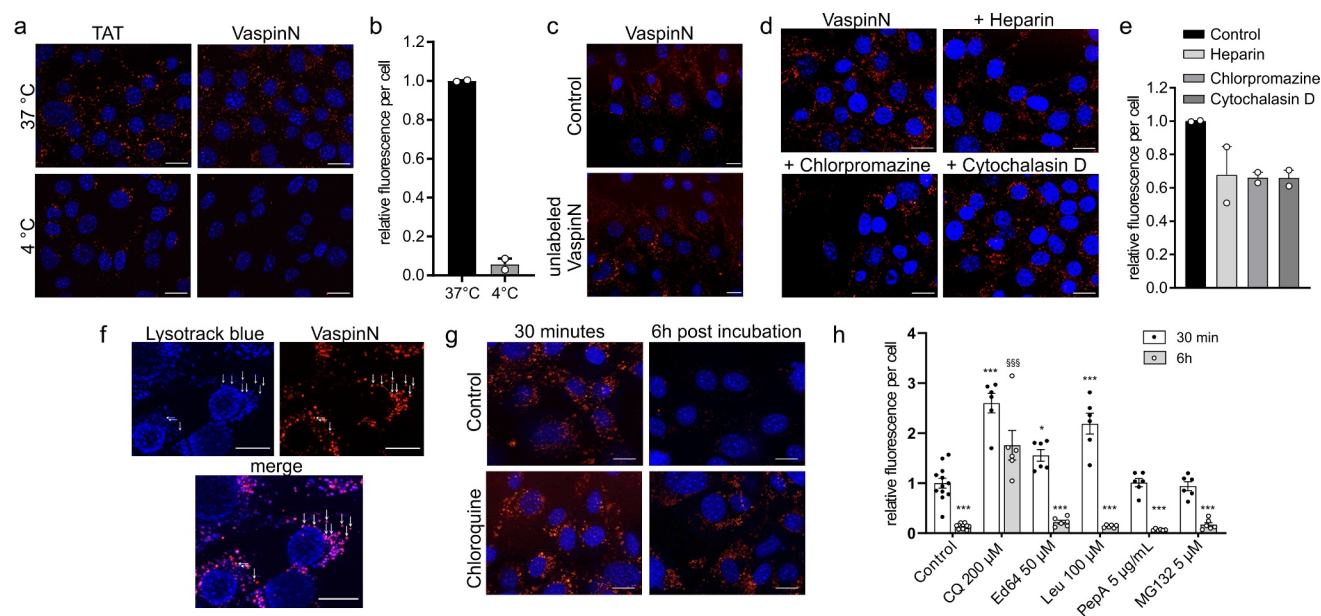 a
TAT
VaspinN
37 °C
4 °C
b
relative fluorescence per cell
1.2
1.0
0.8
0.6
0.4
0.2
0.0
37°C 4°C
c
VaspinN
Control
unlabeled
VaspinN
d
VaspinN
+ Heparin
+ Chlorpromazine
+ Cytochalasin D
e
Control
Heparin
Chlorpromazine
Cytochalasin D
relative fluorescence per cell
1.2
1.0
0.8
0.6
0.4
0.2
0.0
f
Lysotrack blue
VaspinN
merge
g
30 minutes
6h post incubation
Control
Chloroquine
h
30 min
6h
relative fluorescence per cell
4
3
2
1
0
***
***
§§§
*
***
***
***
***
***
Control
CQ 200 µM
Ed64 50 µM
Leu 100 µM
PepA 5 µg/mL
MG132 5 µM